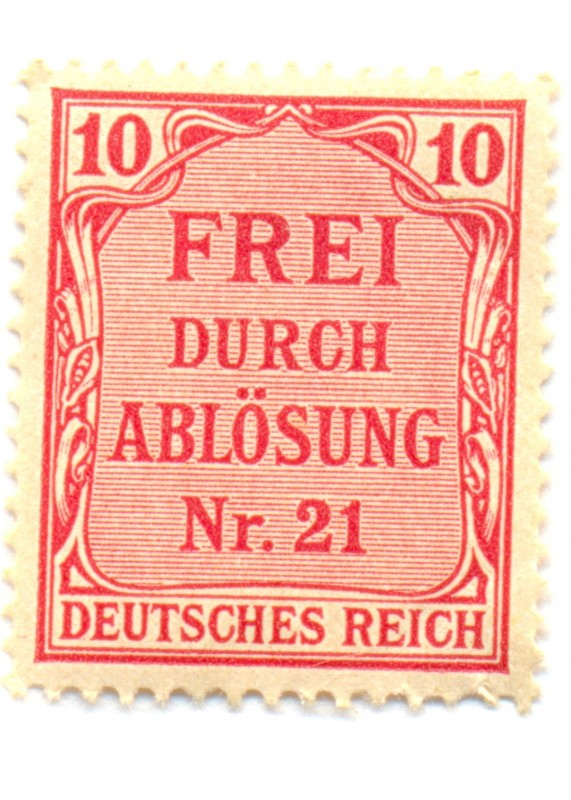 10 10
FREI
DURCH
ABLÖSUNG
Nr. 21
DEUTSCHES REICH